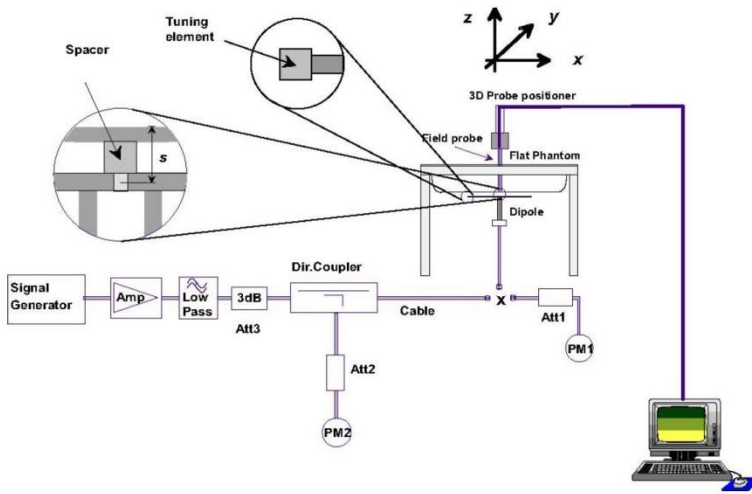 Tuning
element
Spacer
s
z
y
x
3D Probe positioner
Field probe
Flat Phantom
Dipole
Dir.Coupler
Signal
Generator
Amp
Low
Pass
3dB
Att3
Cable
x
Att1
PM1
Att2
PM2